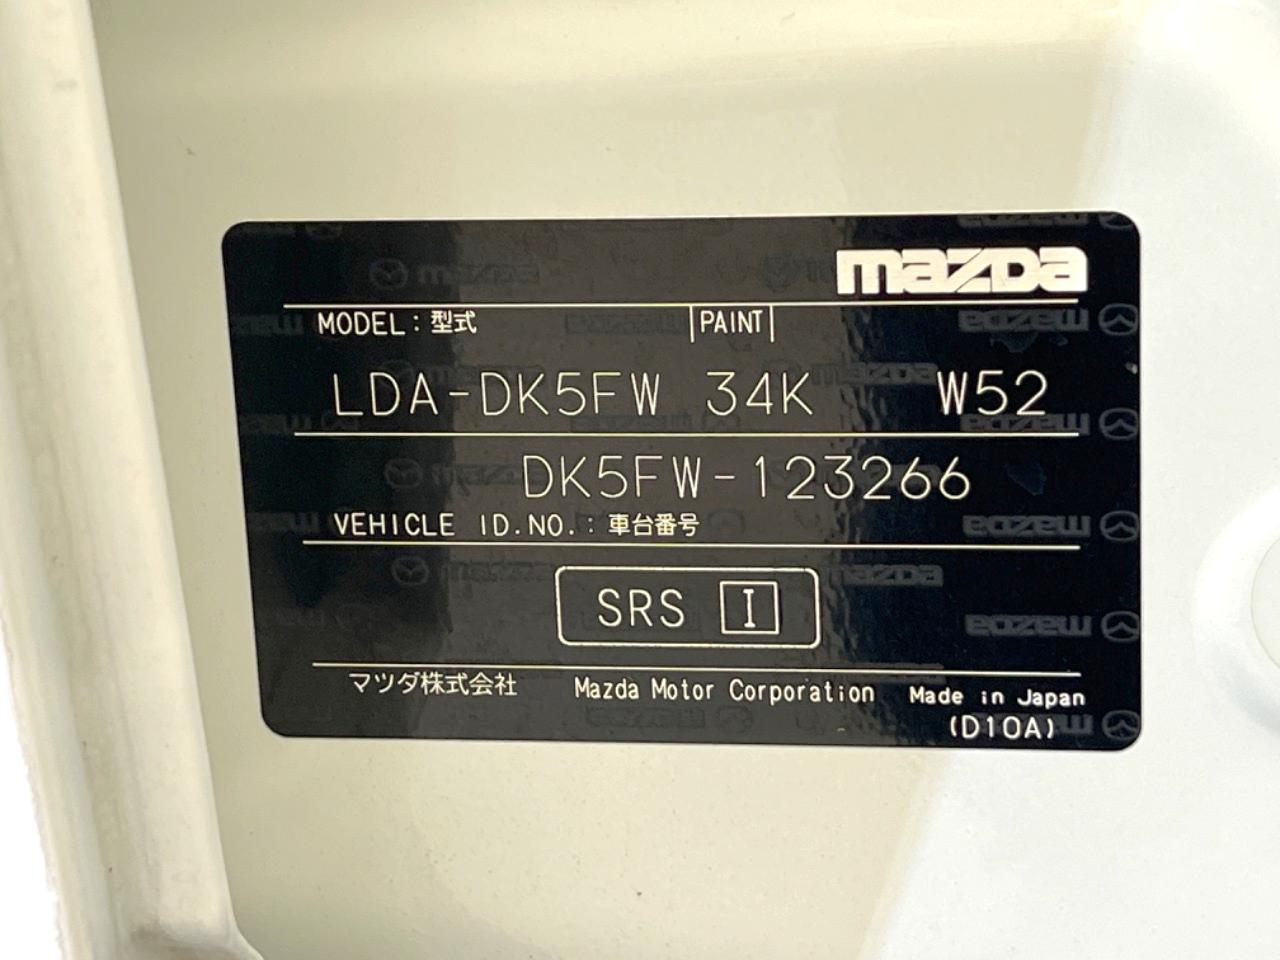 mazda
MODEL：型式 PAINT
LDA-DK5FW 34K W52
DK5FW-123266
VEHICLE ID.NO.：車台番号
SRS I
マツダ株式会社 Mazda Motor Corporation Made in Japan
(D10A)